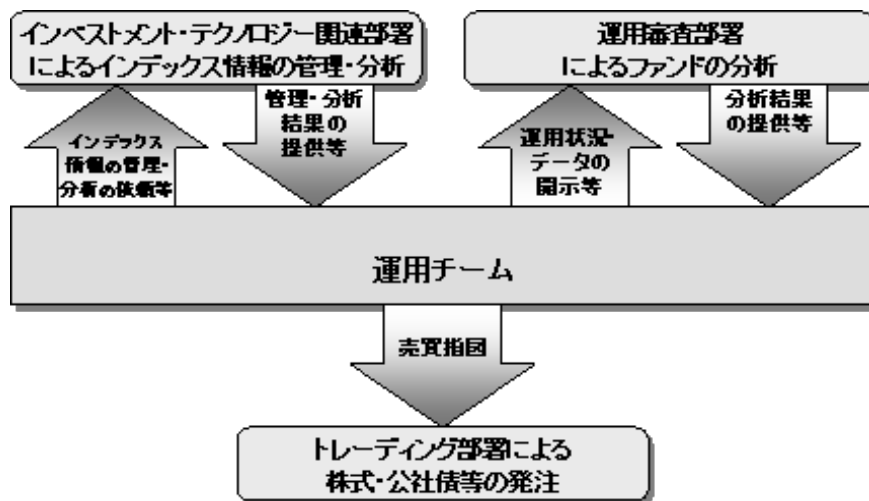 インベストメント・テクノロジー関連部署
によるインデックス情報の管理・分析
運用審査部署
によるファンドの分析
インデックス
情報の管理・
分析の依頼等
管理・分析
結果の
提供等
運用状況・
データの
開示等
分析結果
の提供等
運用チーム
売買指図
トレーディング部署による
株式・公社債等の発注